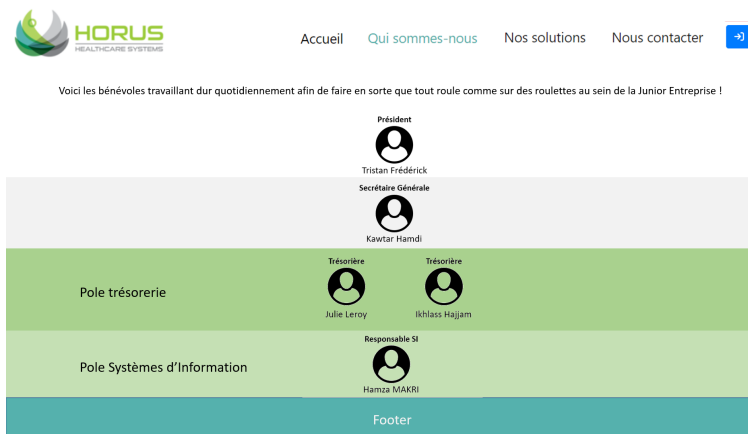 HORUS
HEALTHCARE SYSTEMS
Accueil Qui sommes-nous Nos solutions Nous contacter
Voici les bénévoles travaillant dur quotidiennement afin de faire en sorte que tout roule comme sur des roulettes au sein de la Junior Entreprise !
Président
Tristan Frédérick
Secrétaire Générale
Kawtar Hamdi
Pole trésorerie
Trésorière Trésorière
Julie Leroy Ikhlass Hajjam
Pole Systèmes d’Information
Responsable SI
Hamza MAKRI
Footer